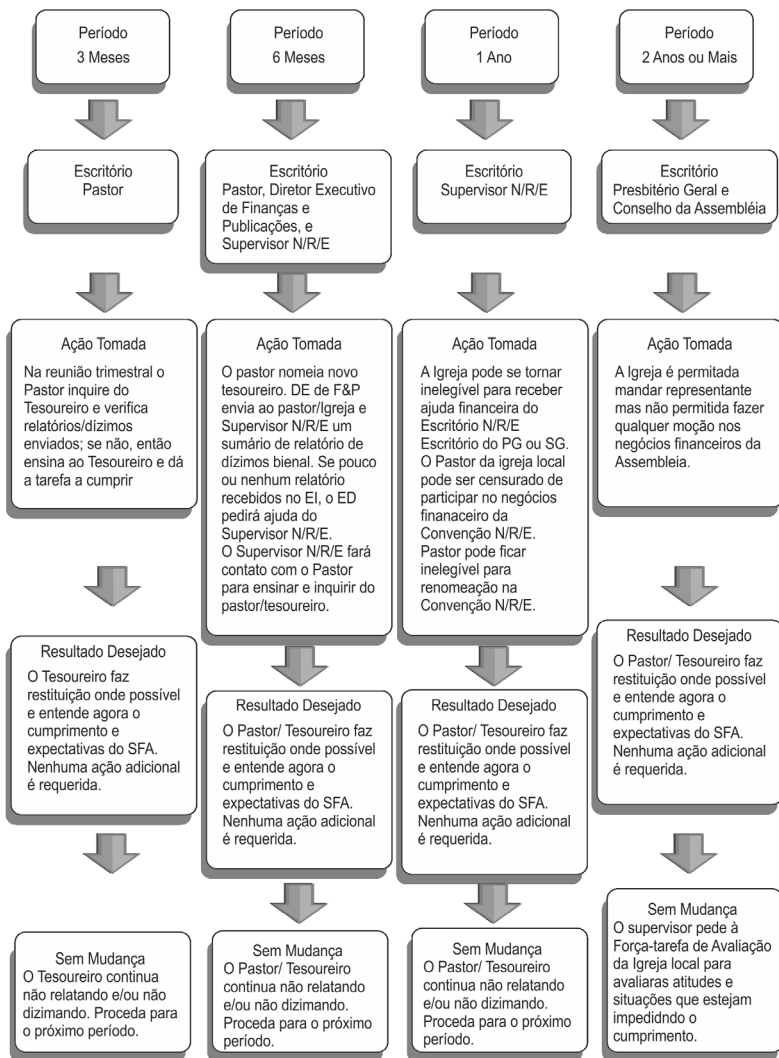 Período
3 Meses
Escritório
Pastor
Ação Tomada
Na reunião trimestral o
Pastor inquire do
Tesoureiro e verifica
relatórios/dízimos
enviados; se não, então
ensina ao Tesoureiro e dá
a tarefa a cumprir
Resultado Desejado
O Tesoureiro faz
restituição onde possível
e entende agora o
cumprimento e
expectativas do SFA.
Nenhuma ação adicional
é requerida.
Sem Mudança
O Tesoureiro continua
não relatando e/ou não
dizimando. Proceda para
o próximo período.
Período
6 Meses
Escritório
Pastor, Diretor Executivo
de Finanças e
Publicações, e
Supervisor N/R/E
Ação Tomada
O pastor nomeia novo
tesoureiro. DE de F&P
envia ao pastor/Igreja e
Supervisor N/R/E um
sumário de relatório de
dízimos bienal. Se pouco
ou nenhum relatório
recebidos no EI, o ED
pedirá ajuda do
Supervisor N/R/E.
O Supervisor N/R/E fará
contato com o Pastor
para ensinar e inquirir do
pastor/tesoureiro.
Resultado Desejado
O Pastor/ Tesoureiro faz
restituição onde possível
e entende agora o
cumprimento e
expectativas do SFA.
Nenhuma ação adicional
é requerida.
Sem Mudança
O Pastor/ Tesoureiro
continua não relatando
e/ou não dizimando.
Proceda para o próximo
período.
Período
1 Ano
Escritório
Supervisor N/R/E
Ação Tomada
A Igreja pode se tornar
inelegível para receber
ajuda financeira do
Escritório N/R/E
Escritório do PG ou SG.
O Pastor da igreja local
pode ser censurado de
participar no negócios
finanaceiro da
Convenção N/R/E.
Pastor pode ficar
inelegível para
renomeação na
Convenção N/R/E.
Resultado Desejado
O Pastor/ Tesoureiro faz
restituição onde possível
e entende agora o
cumprimento e
expectativas do SFA.
Nenhuma ação adicional
é requerida.
Sem Mudança
O Pastor/ Tesoureiro
continua não relatando
e/ou não dizimando.
Proceda para o próximo
período.
Período
2 Anos ou Mais
Escritório
Presbitério Geral e
Conselho da Assembléia
Ação Tomada
A Igreja é permitada
mandar representante
mas não permitida fazer
qualquer moção nos
negócios financeiros da
Assembleia.
Resultado Desejado
O Pastor/ Tesoureiro faz
restituição onde possível
e entende agora o
cumprimento e
expectativas do SFA.
Nenhuma ação adicional
é requerida.
Sem Mudança
O supervisor pede à
Força-tarefa de Avaliação
da Igreja local para
avaliaras atitudes e
situações que estejam
impedidndo o
cumprimento.